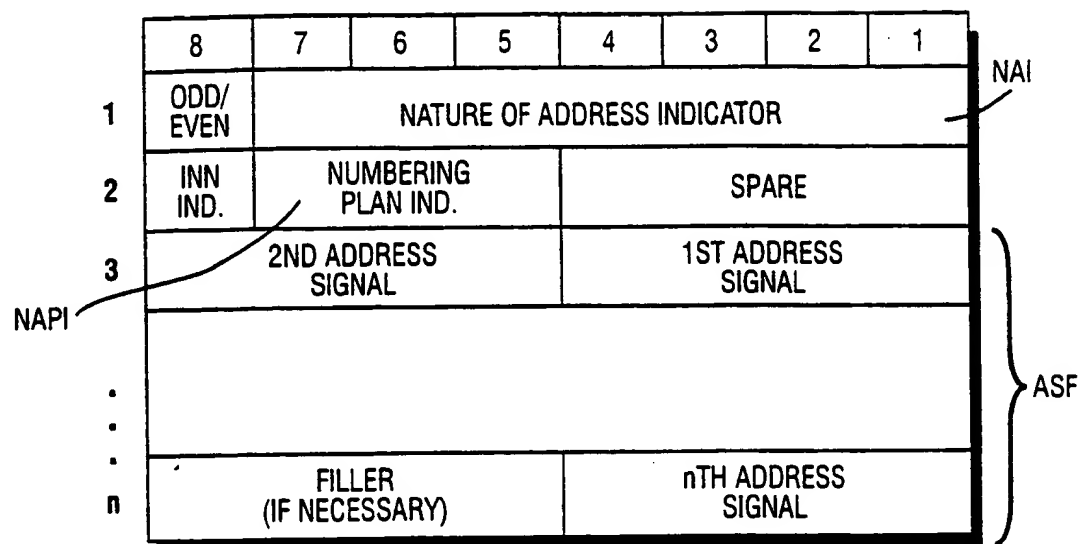 8 7 6 5 4 3 2 1
NAI
1 ODD/ EVEN NATURE OF ADDRESS INDICATOR
2 INN IND. NUMBERING PLAN IND. SPARE
3 2ND ADDRESS SIGNAL 1ST ADDRESS SIGNAL
NAPI
ASF
n FILLER (IF NECESSARY) nTH ADDRESS SIGNAL